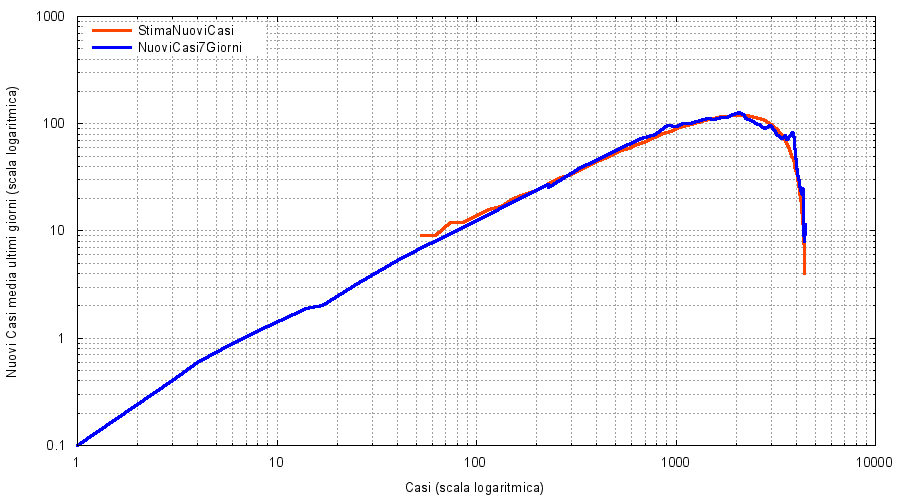 1000
100
10
1
0.1
StimaNuoviCasi
NuoviCasi7Giorni
Nuovi Casi media ultimi giorni (scala logaritmica)
1
10
100
1000
10000
Casi (scala logaritmica)